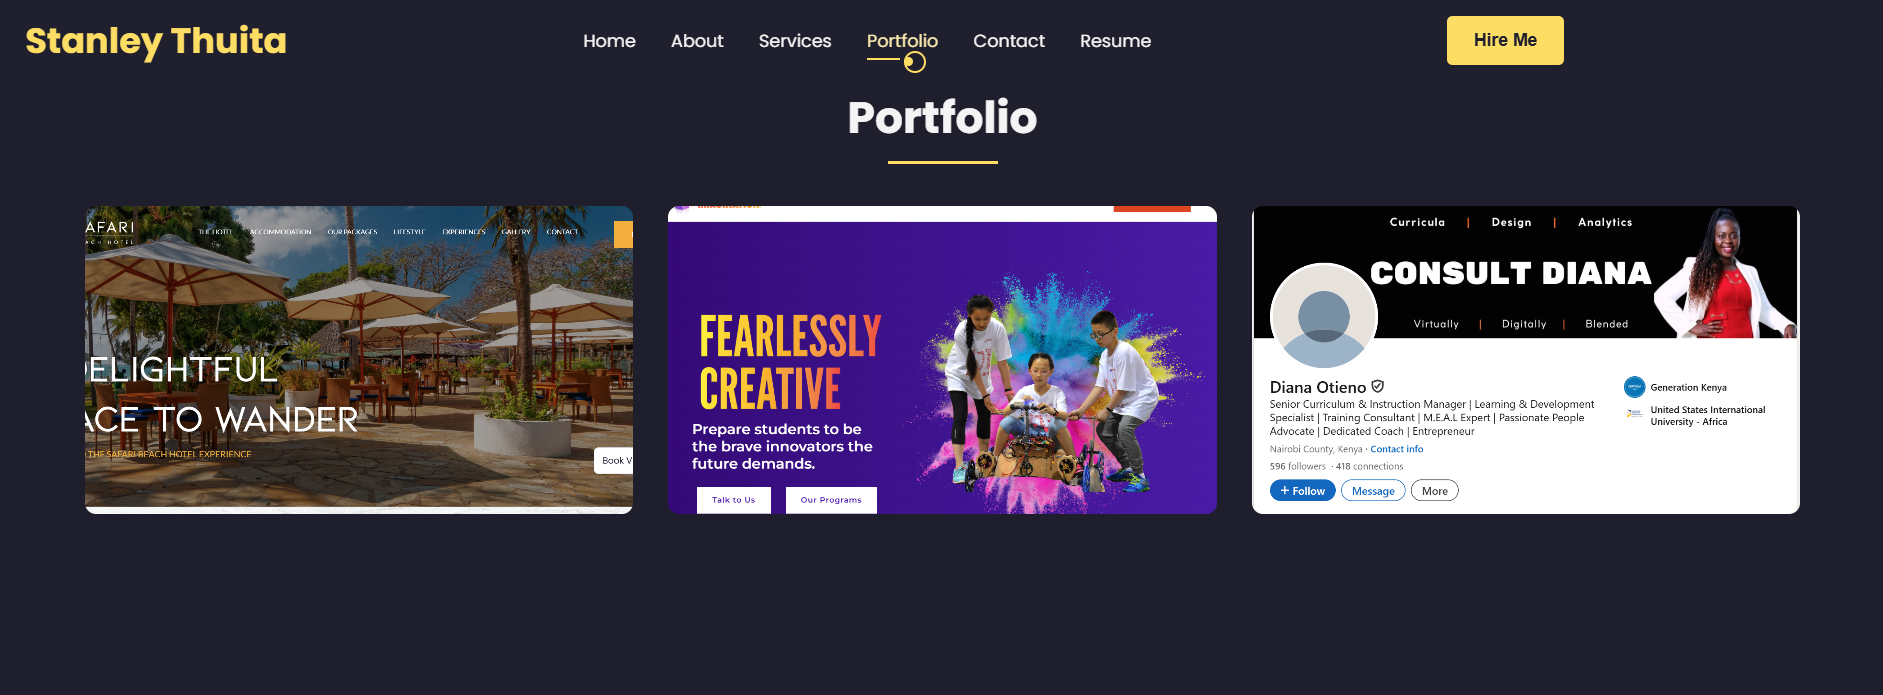 Stanley Thuita
Home
About
Services
Portfolio
Contact
Resume
Hire Me
Portfolio
AFARI
ACH HOTEL
THE HOTEL
ACCOMMODATION
OUR PACKAGES
LIFESTYLE
EXPERIENCES
GALLERY
CONTACT
DELIGHTFUL
ACE TO WANDER
THE SAFARI BEACH HOTEL EXPERIENCE
Book V
FEARLESSLY
CREATIVE
Prepare students to be
the brave innovators the
future demands.
Talk to Us
Our Programs
Curricula | Design | Analytics
CONSULT DIANA
Virtually | Digitally | Blended
Diana Otieno
Senior Curriculum & Instruction Manager | Learning & Development
Specialist | Training Consultant | M.E.A.L Expert | Passionate People
Advocate | Dedicated Coach | Entrepreneur
Nairobi County, Kenya · Contact info
596 followers · 418 connections
+ Follow
Message
More
Generation Kenya
United States International
University - Africa